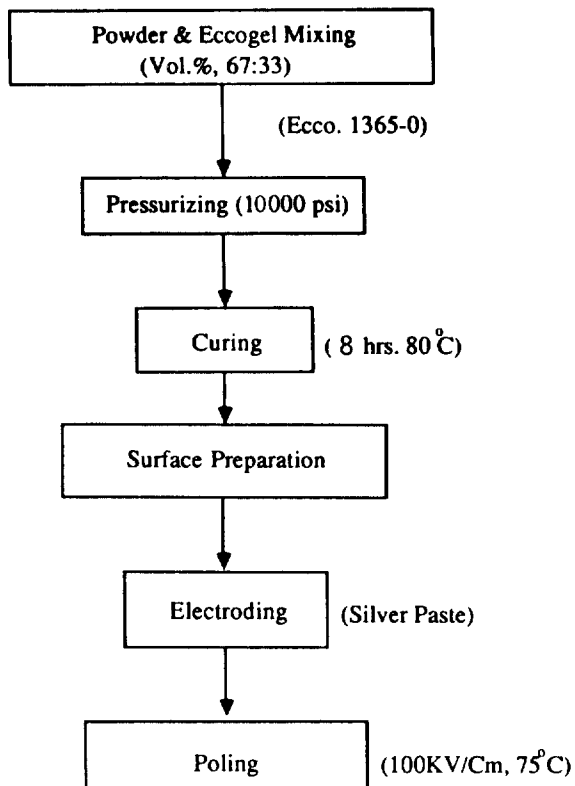 Powder & Eccogel Mixing
(Vol.%, 67:33)
(Ecco. 1365-0)
Pressurizing (10000 psi)
Curing
( 8 hrs. 80°C)
Surface Preparation
Electroding
(Silver Paste)
Poling
(100KV/Cm, 75°C)